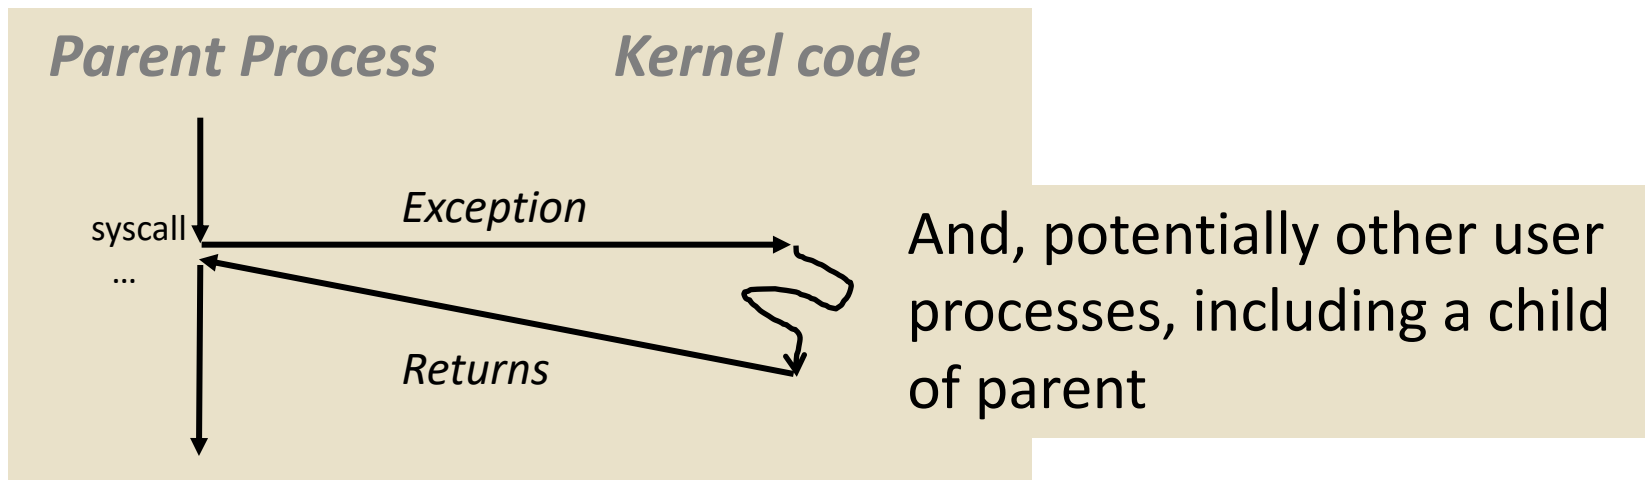 Parent Process
Kernel code
syscall
Exception
...
Returns
And, potentially other user
processes, including a child
of parent